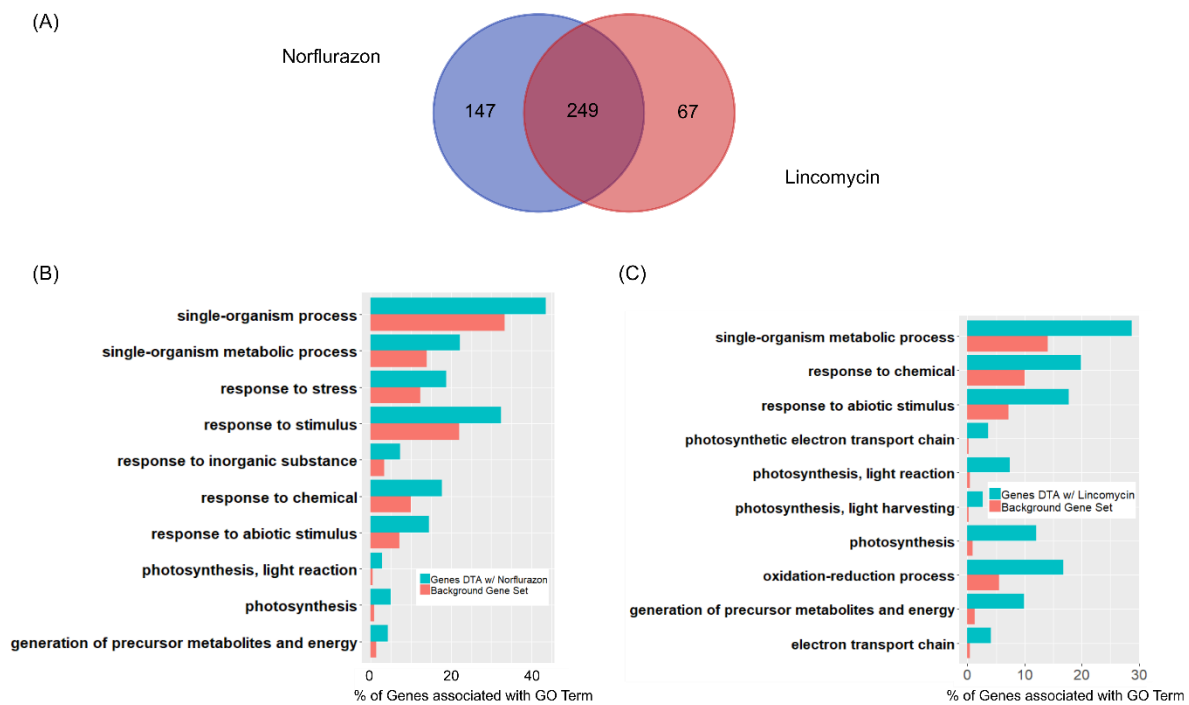 (A)
Norflurazon
147
249
67
Lincomycin
(B)
single-organism process
single-organism metabolic process
response to stress
response to stimulus
response to inorganic substance
response to chemical
response to abiotic stimulus
photosynthesis, light reaction
photosynthesis
generation of precursor metabolites and energy
Genes DTA w/ Norflurazon
Background Gene Set
0 20 40
% of Genes associated with GO Term
(C)
single-organism metabolic process
response to chemical
response to abiotic stimulus
photosynthetic electron transport chain
photosynthesis, light reaction
photosynthesis, light harvesting
photosynthesis
oxidation-reduction process
generation of precursor metabolites and energy
electron transport chain
Genes DTA w/ Lincomycin
Background Gene Set
0 10 20 30
% of Genes associated with GO Term